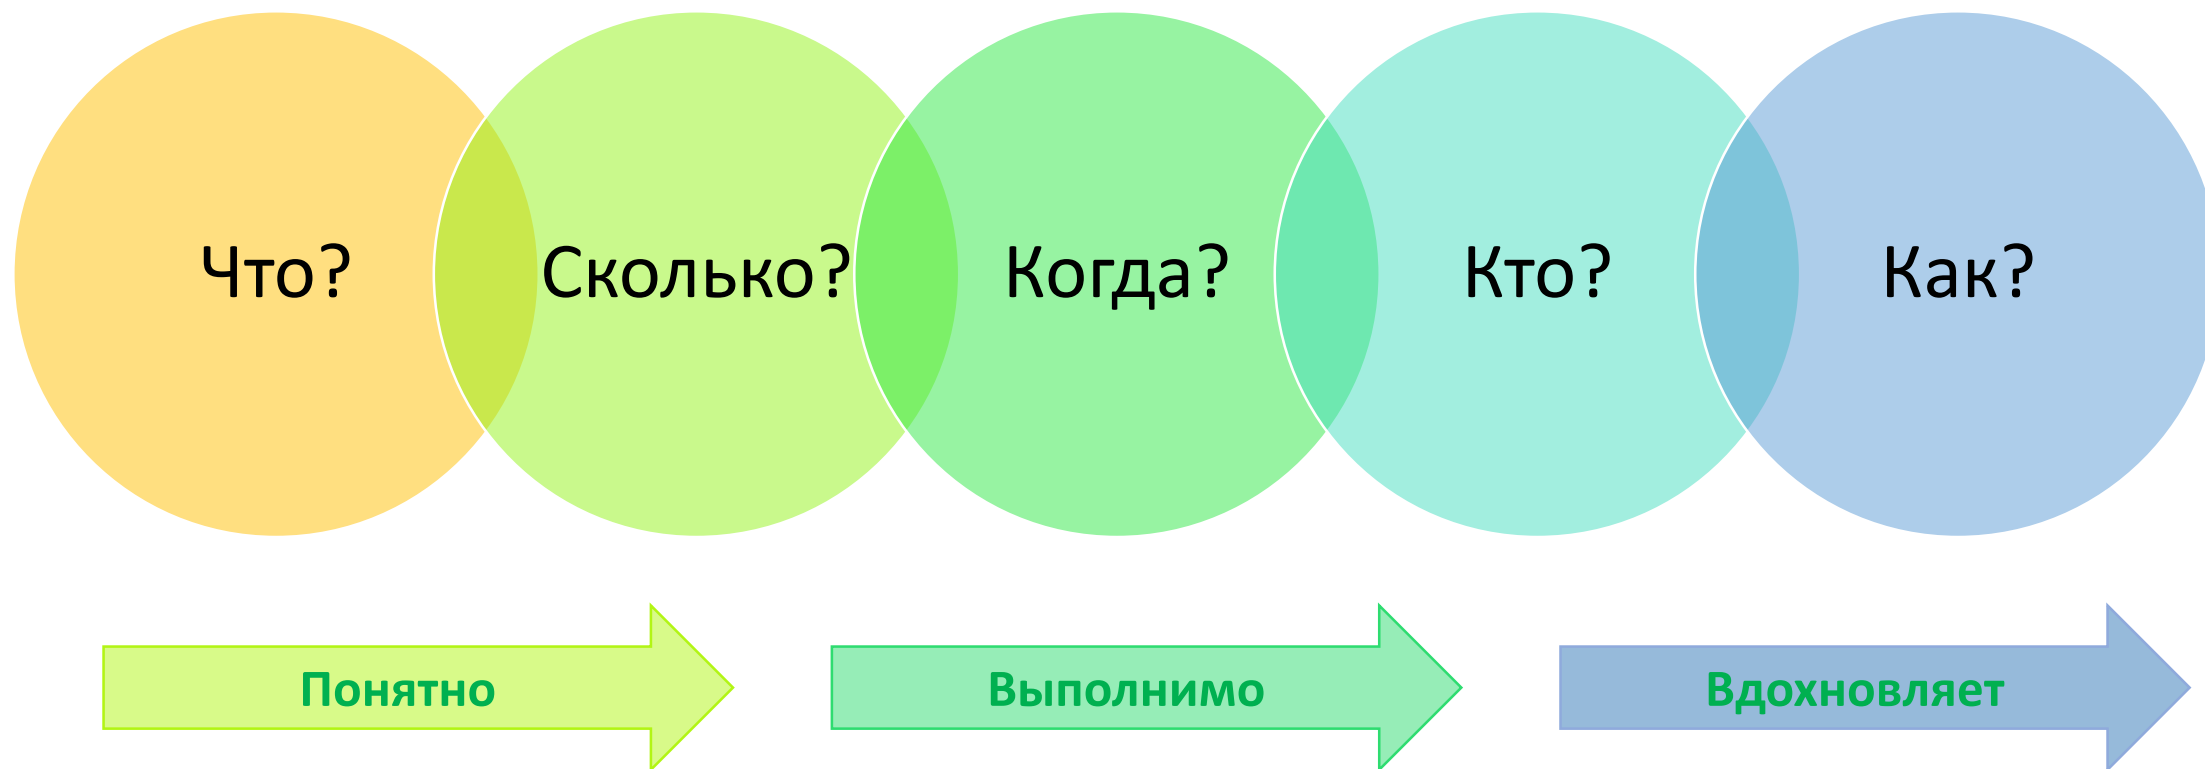 Что? Сколько? Когда? Кто? Как?
Понятно Выполнимо Вдохновляет